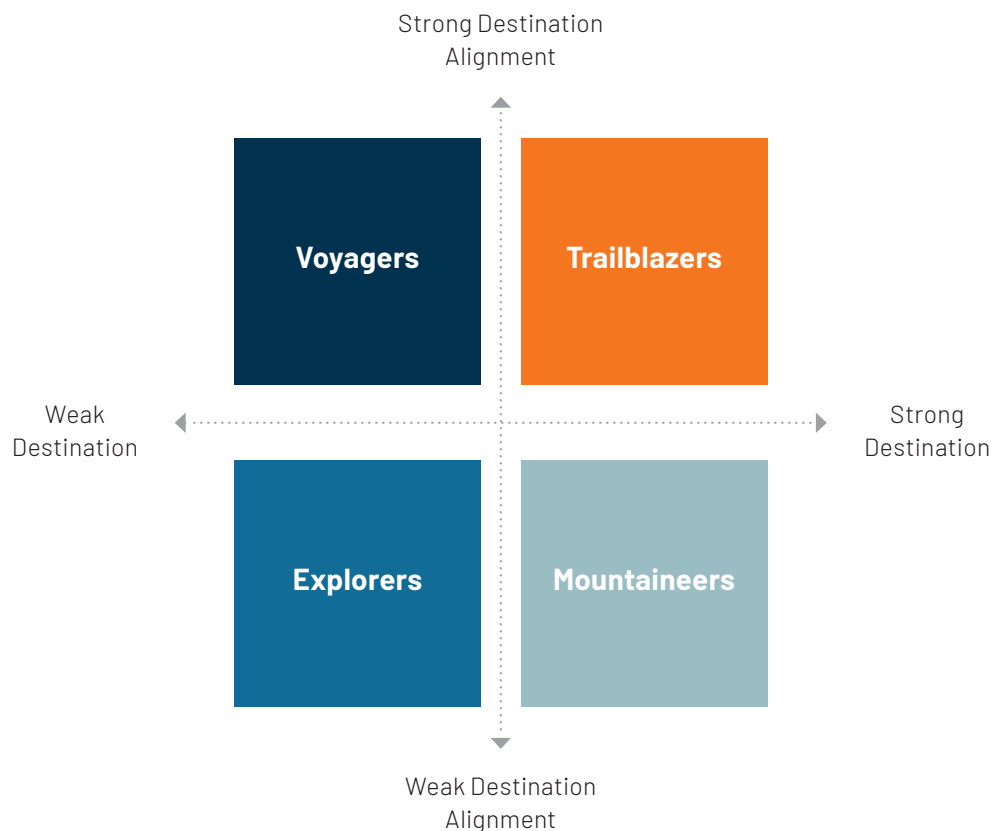 Strong Destination
Alignment
Voyagers
Trailblazers
Weak
Destination
Strong
Destination
Explorers
Mountaineers
Weak Destination
Alignment